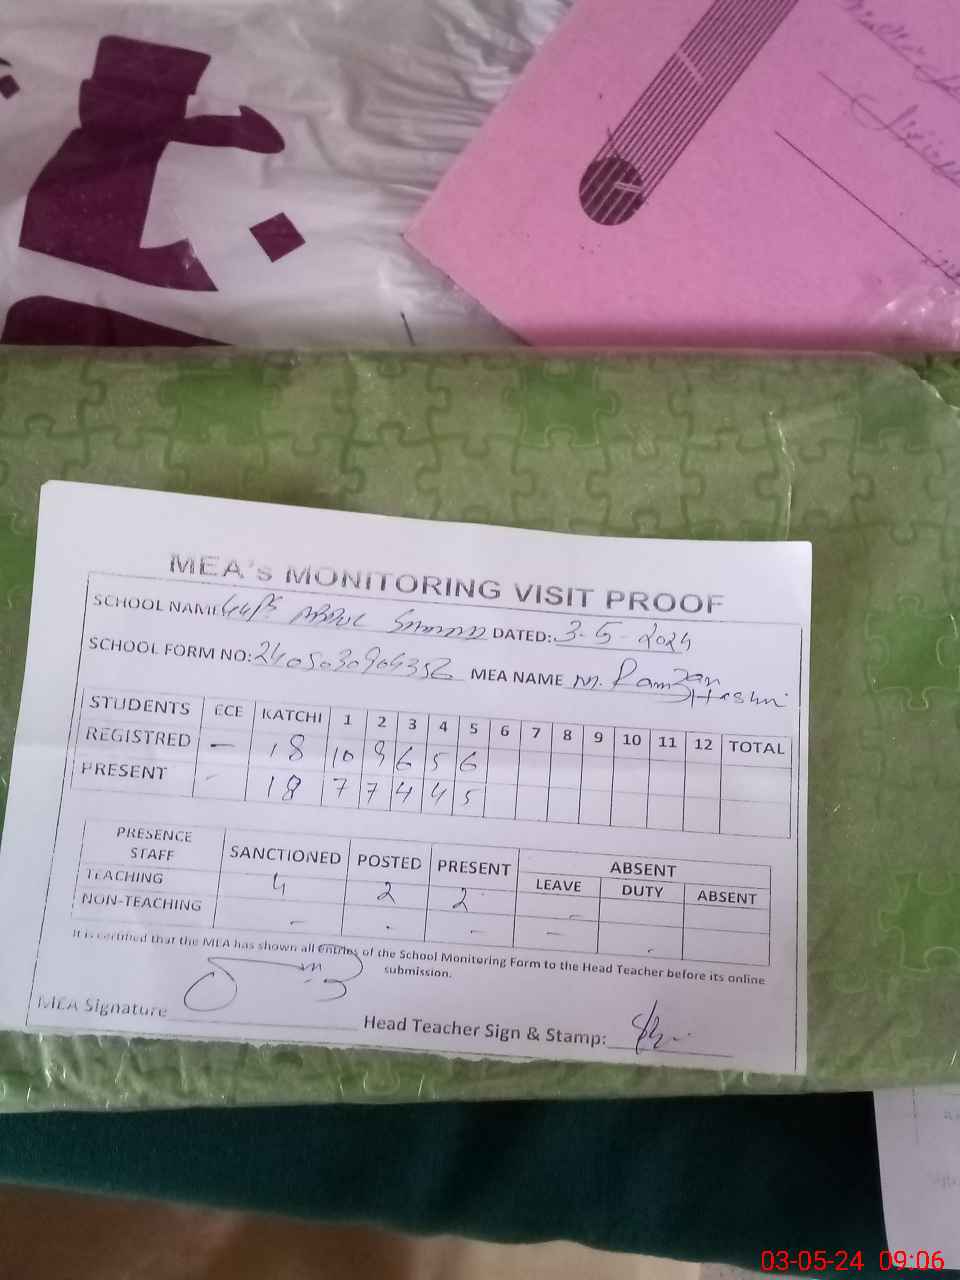 MEA's MONITORING VISIT PROOF
SCHOOL NAME ABDUL DATED: 3-5-2024
SCHOOL FORM NO: MEA NAME M. Ramzan
STUDENTS ECE KATCHI 1 2 3 4 5 6 7 8 9 10 11 12 TOTAL
REGISTRED — 18 10 9 6 5 6
PRESENT - 18 7 7 4 4 5
PRESENCE STAFF SANCTIONED POSTED PRESENT ABSENT
LEAVE DUTY ABSENT
TEACHING 4 2 2 -
NON-TEACHING - - - - -
It is certified that the MEA has shown all entries of the School Monitoring Form to the Head Teacher before its online
submission.
MEA Signature
Head Teacher Sign & Stamp:
03-05-24 09:06